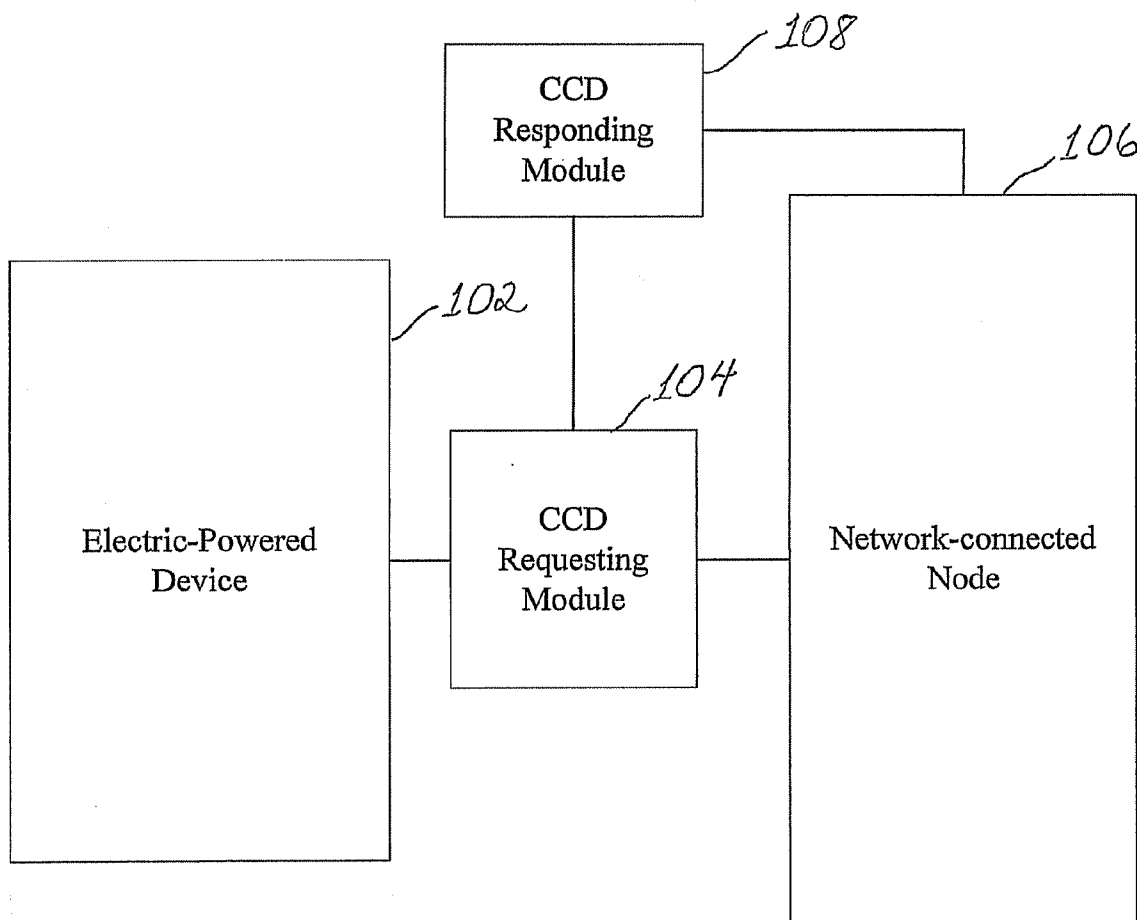 108
CCD
Responding
Module
106
102
104
Electric-Powered
Device
CCD
Requesting
Module
Network-connected
Node